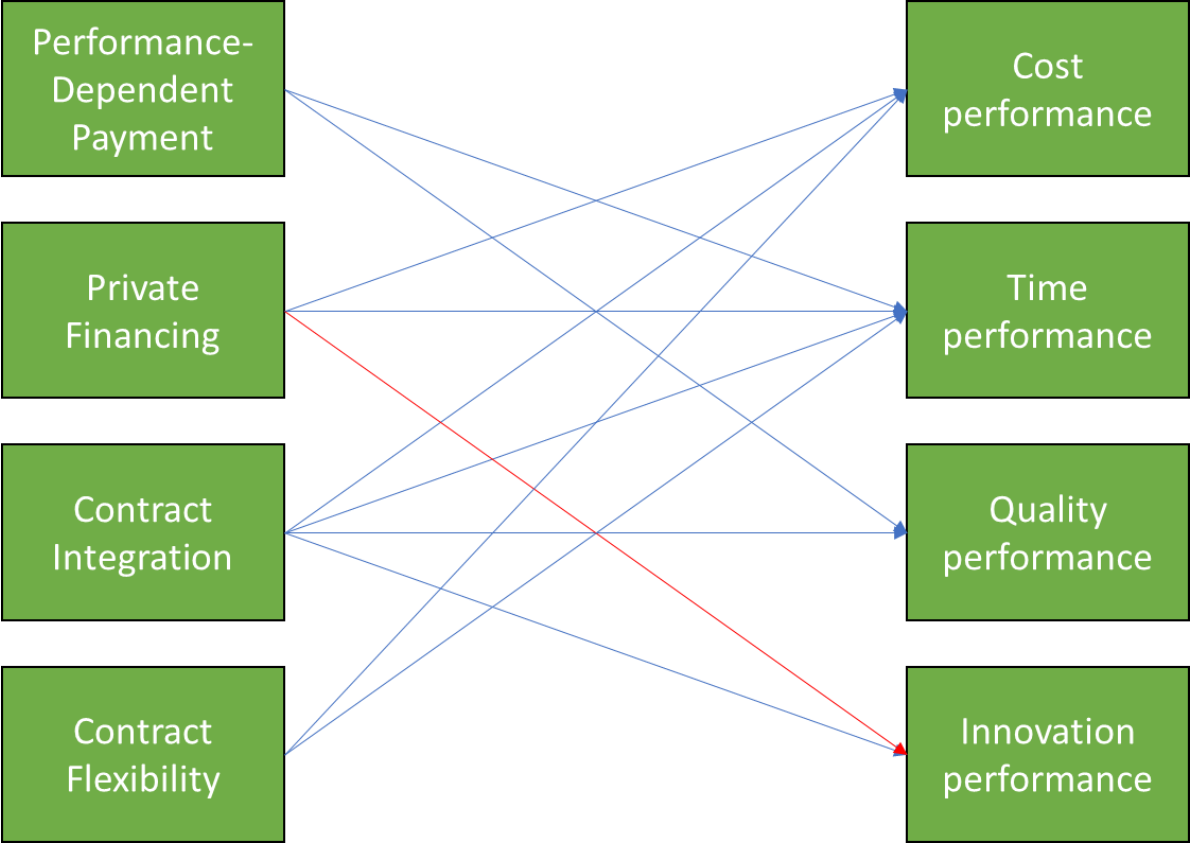 Performance-
Dependent
Payment
Cost
performance
Private
Financing
Time
performance
Contract
Integration
Quality
performance
Contract
Flexibility
Innovation
performance